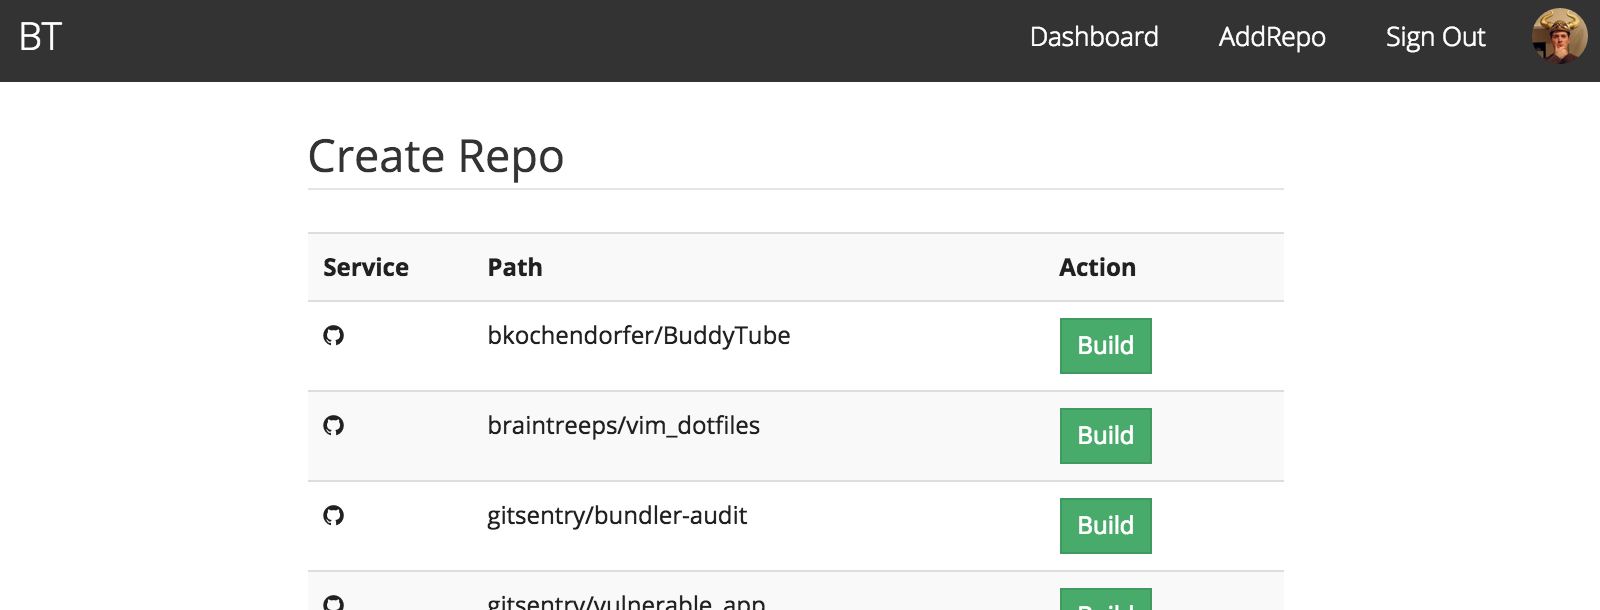 BT Dashboard AddRepo Sign Out
Create Repo
Service Path Action
bkochendorfer/BuddyTube Build
braintreeps/vim_dotfiles Build
gitsentry/bundler-audit Build
gitsentry/vulnerable_app Build